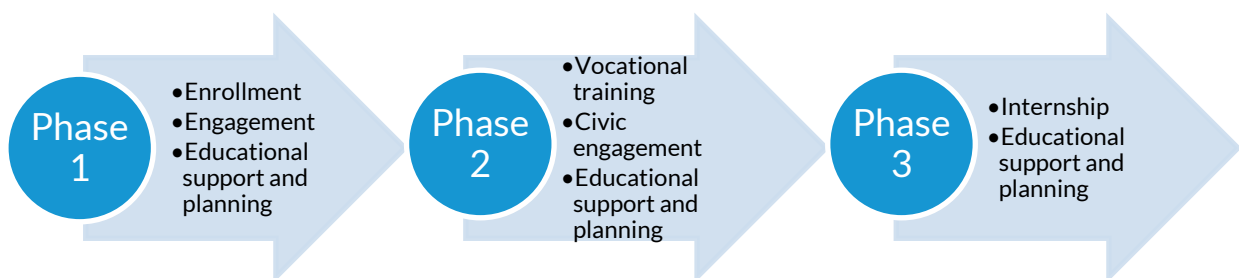 Phase
1
•Enrollment
•Engagement
•Educational
support and
planning
Phase
2
•Vocational
training
•Civic
engagement
•Educational
support and
planning
Phase
3
•Internship
•Educational
support and
planning